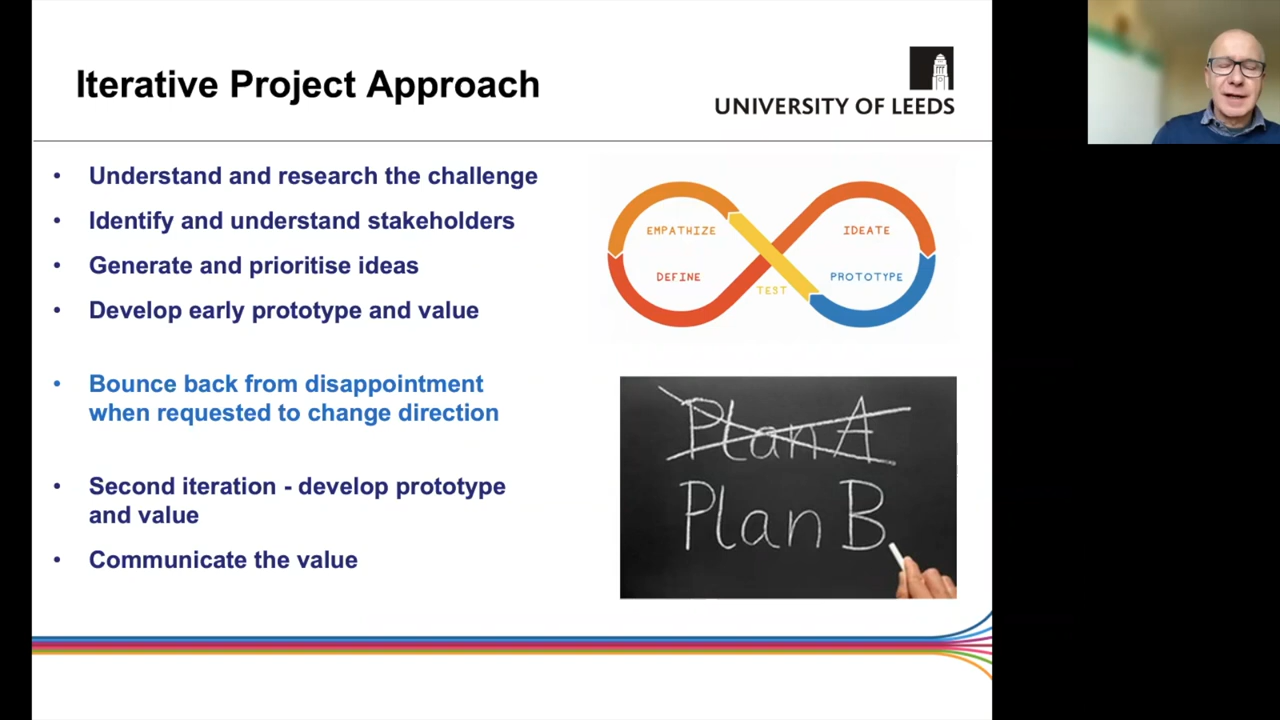 Iterative Project Approach
UNIVERSITY OF LEEDS
Understand and research the challenge
Identify and understand stakeholders
Generate and prioritise ideas
Develop early prototype and value
Bounce back from disappointment
when requested to change direction
Second iteration - develop prototype
and value
Communicate the value
EMPATHIZE
DEFINE
TEST
IDEATE
PROTOTYPE
Plan A
Plan B